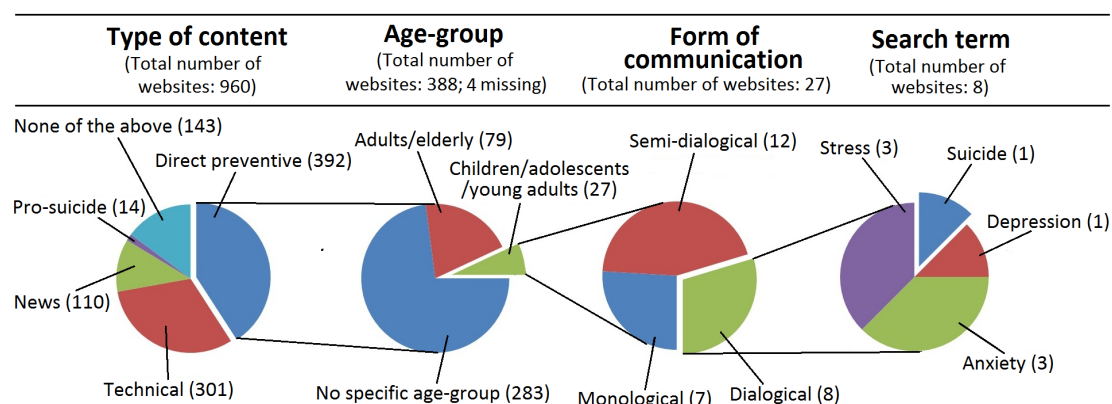 Type of content
(Total number of
websites: 960)
Age-group
(Total number of
websites: 388; 4 missing)
Form of
communication
(Total number of websites: 27)
Search term
(Total number of
websites: 8)
None of the above (143)
Direct preventive (392)
Pro-suicide (14)
News (110)
Technical (301)
Adults/elderly (79)
Children/adolescents
/young adults (27)
No specific age-group (283)
Semi-dialogical (12)
Monological (7)
Dialogical (8)
Stress (3)
Suicide (1)
Depression (1)
Anxiety (3)